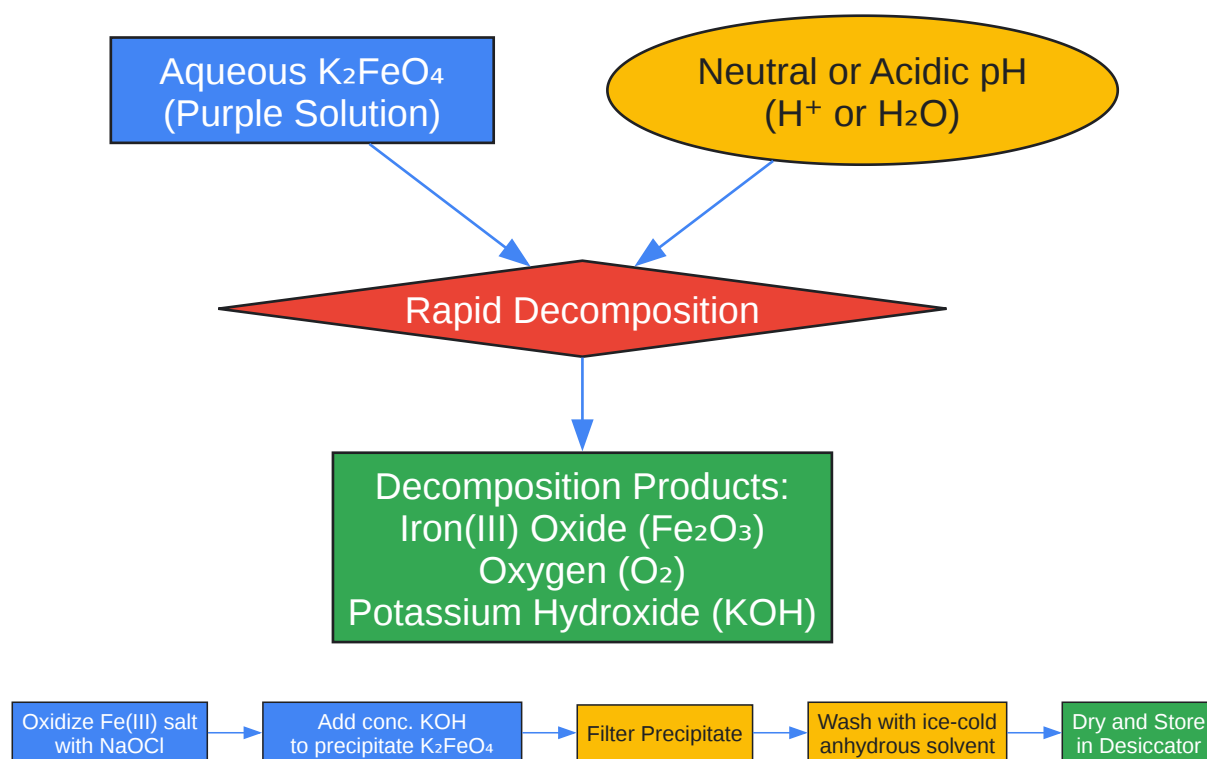 Aqueous K₂FeO₄
(Purple Solution)
Neutral or Acidic pH
(H⁺ or H₂O)
Rapid Decomposition
Decomposition Products:
Iron(III) Oxide (Fe₂O₃)
Oxygen (O₂)
Potassium Hydroxide (KOH)
Oxidize Fe(III) salt
with NaOCl
Add conc. KOH
to precipitate K₂FeO₄
Filter Precipitate
Wash with ice-cold
anhydrous solvent
Dry and Store
in Desiccator